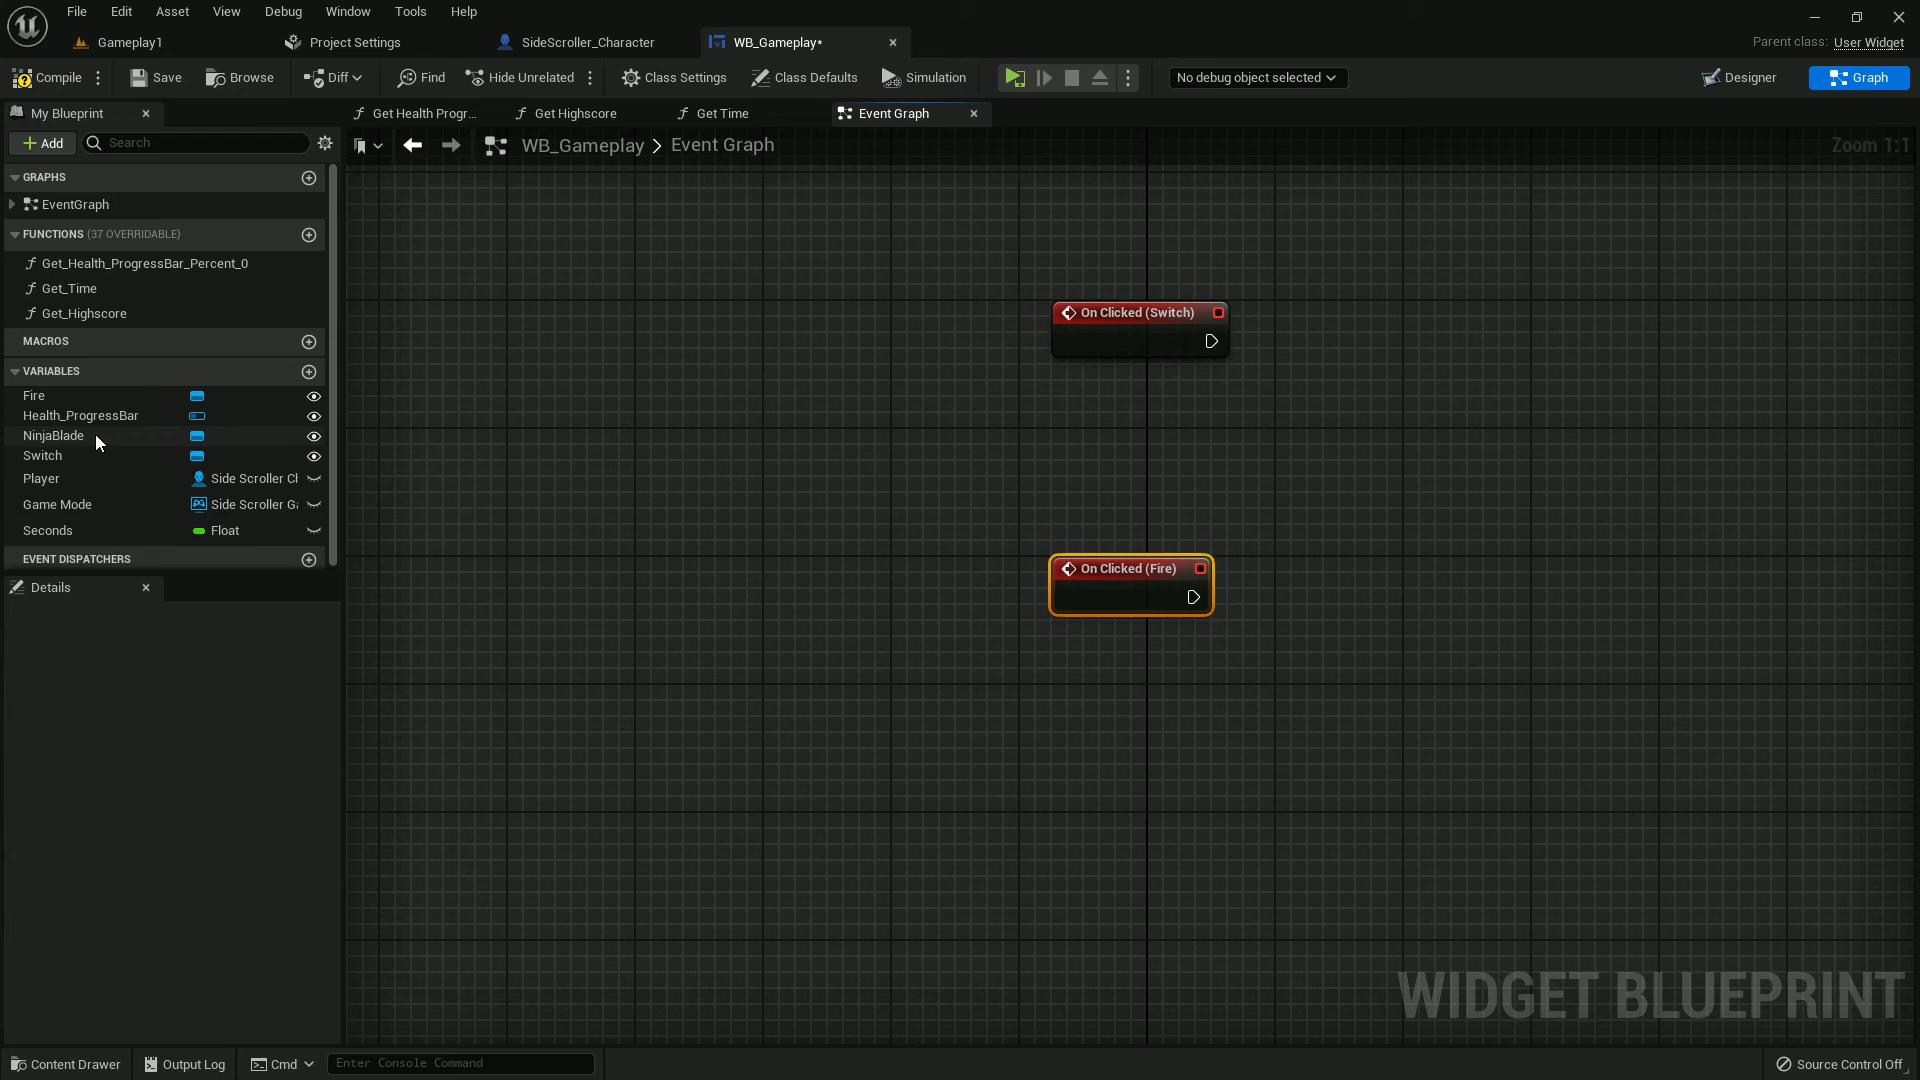 File Edit Asset View Debug Window Tools Help
Gameplay1 Project Settings SideScroller_Character WB_Gameplay* Parent class: User Widget
Compile Save Browse Diff Find Hide Unrelated Class Settings Class Defaults Simulation No debug object selected Designer Graph
My Blueprint Get Health Progr... Get Highscore Get Time Event Graph
Add Search WB_Gameplay > Event Graph Zoom 1:1
GRAPHS
EventGraph
FUNCTIONS (37 OVERRIDABLE)
Get_Health_ProgressBar_Percent_0
Get_Time
Get_Highscore
MACROS
VARIABLES
Fire
Health_ProgressBar
NinjaBlade
Switch
Player Side Scroller Cl
Game Mode Side Scroller Ga
Seconds Float
EVENT DISPATCHERS
Details
On Clicked (Switch)
On Clicked (Fire)
WIDGET BLUEPRINT
Content Drawer Output Log Cmd Enter Console Command Source Control Off